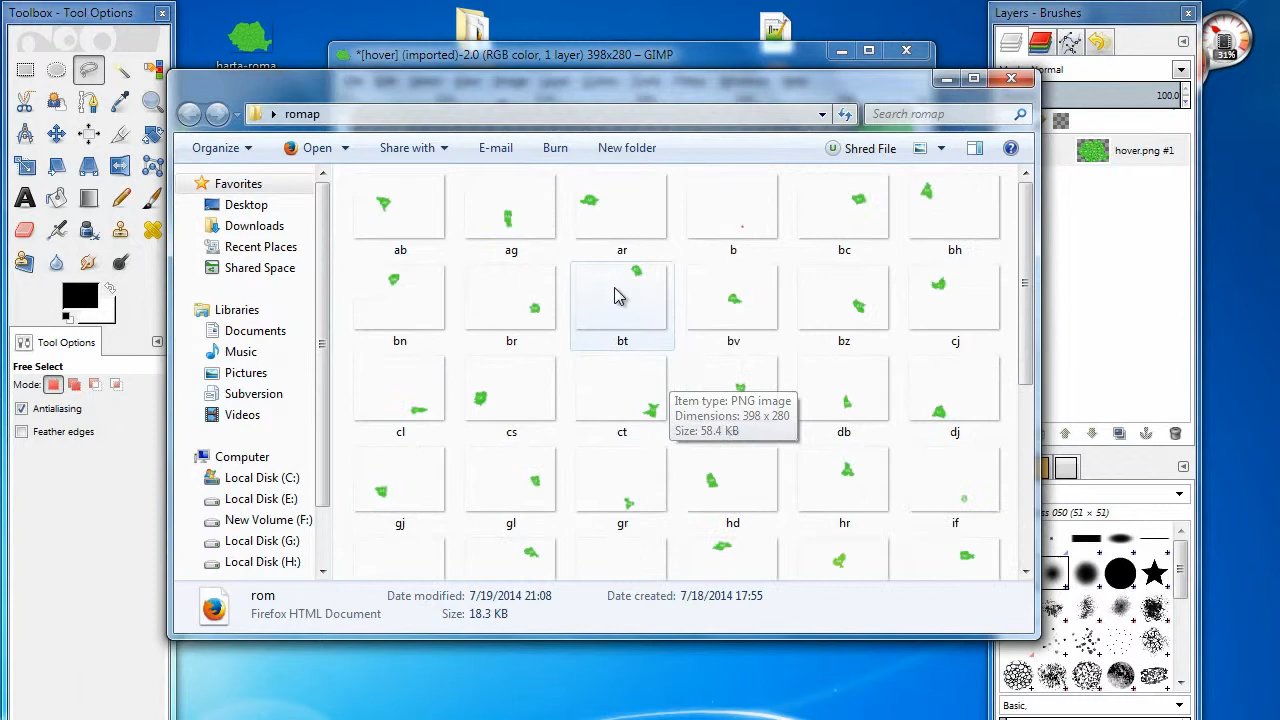 Toolbox - Tool Options
Layers - Brushes
harta-roma
*[hover] (imported)-2.0 (RGB color, 1 layer) 398x280 – GIMP
31%
romap
Search romap
Organize
Open
Share with
E-mail
Burn
New folder
Shred File
Normal
100.0
hover.png #1
Favorites
Desktop
Downloads
Recent Places
Shared Space
Libraries
Documents
Music
Pictures
Subversion
Videos
Computer
Local Disk (C:)
Local Disk (E:)
New Volume (F:)
Local Disk (G:)
Local Disk (H:)
ab
ag
ar
b
bc
bh
bn
br
bt
bv
bz
cj
cl
cs
ct
db
dj
gj
gl
gr
hd
hr
if
Item type: PNG image
Dimensions: 398 x 280
Size: 58.4 KB
Tool Options
Free Select
Mode:
Antialiasing
Feather edges
050 (51 × 51)
Basic,
rom
Firefox HTML Document
Date modified: 7/19/2014 21:08
Size: 18.3 KB
Date created: 7/18/2014 17:55